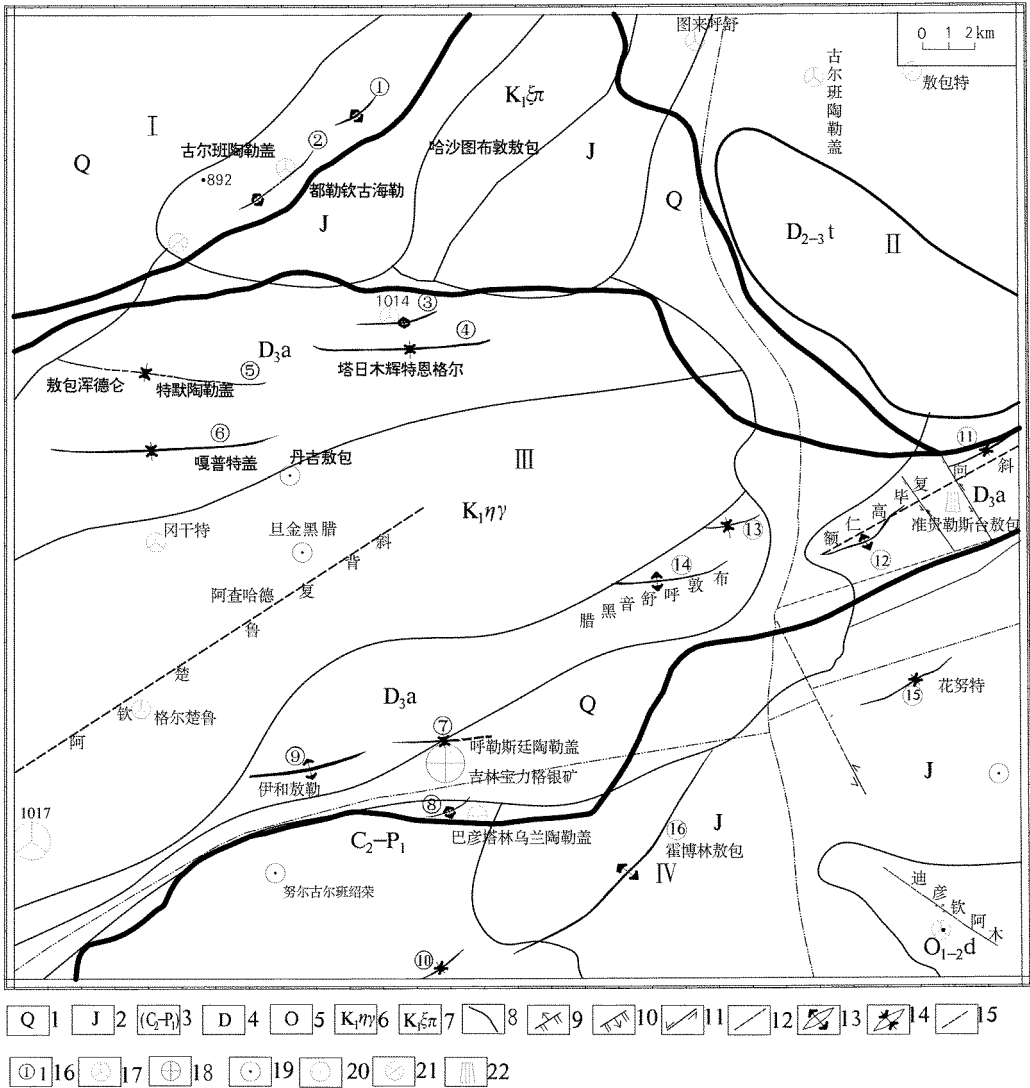 图来呼舒
0 1 2km
古尔班陶勒盖
敖包特
①
K₁ξπ
Ⅰ
②
Q
古尔班陶勒盖
哈沙图布敦敖包
J
892
都勒钦古海勒
Q
J
D₂₋₃t
Ⅱ
1014
③
④
D₃a
塔日木辉特恩格尔
敖包浑德仑
特默陶勒盖
⑤
⑥
嘎普特盖
丹吉敖包
Ⅲ
⑪
额仁高毕复向斜
D₃a
K₁ηγ
准贵勒斯台敖包
冈干特
旦金黑腊
⑬
⑫
⑭
阿查哈德
腊黑音舒呼敦布
阿钦楚鲁复背斜
D₃a
⑮
花努特
格尔楚鲁
Q
⑦
呼勒斯廷陶勒盖
⑨
伊和敖勒
吉林宝力格银矿
J
1017
⑧
C₂-P₁
巴彦塔林乌兰陶勒盖
⑯
J
霍博林敖包
Ⅳ
努尔古尔班绍荣
迪彦钦阿木
O₁₋₂d
⑩
Q 1 J 2 (C₂-P₁) 3 D 4 O 5 K₁ηγ 6 K₁ξπ 7 8 9 10 11 12 13 14 15
① 16 17 18 19 20 21 22